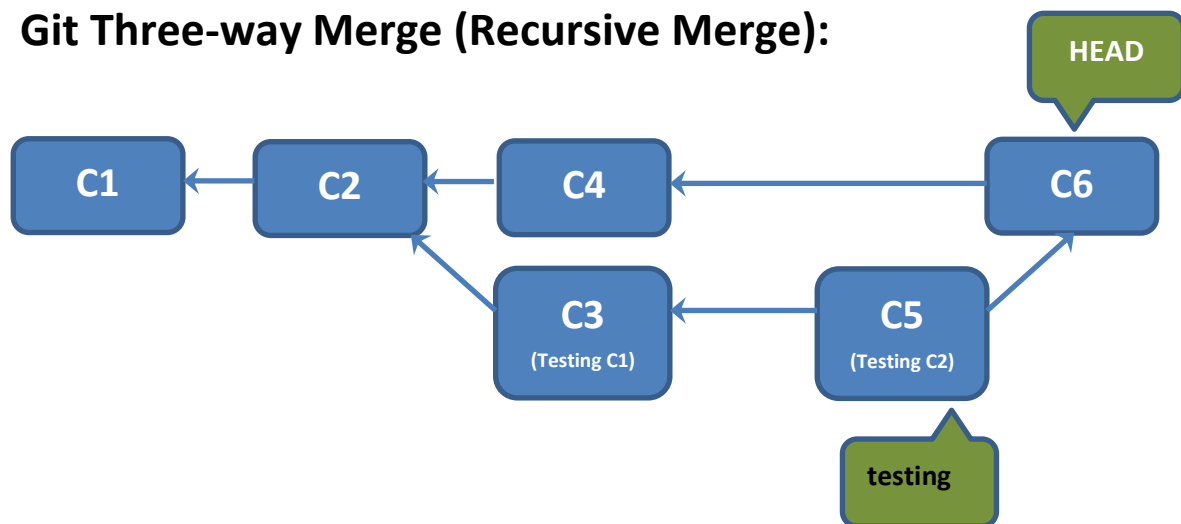 Git Three-way Merge (Recursive Merge):
HEAD
C1
C2
C4
C6
C3
(Testing C1)
C5
(Testing C2)
testing